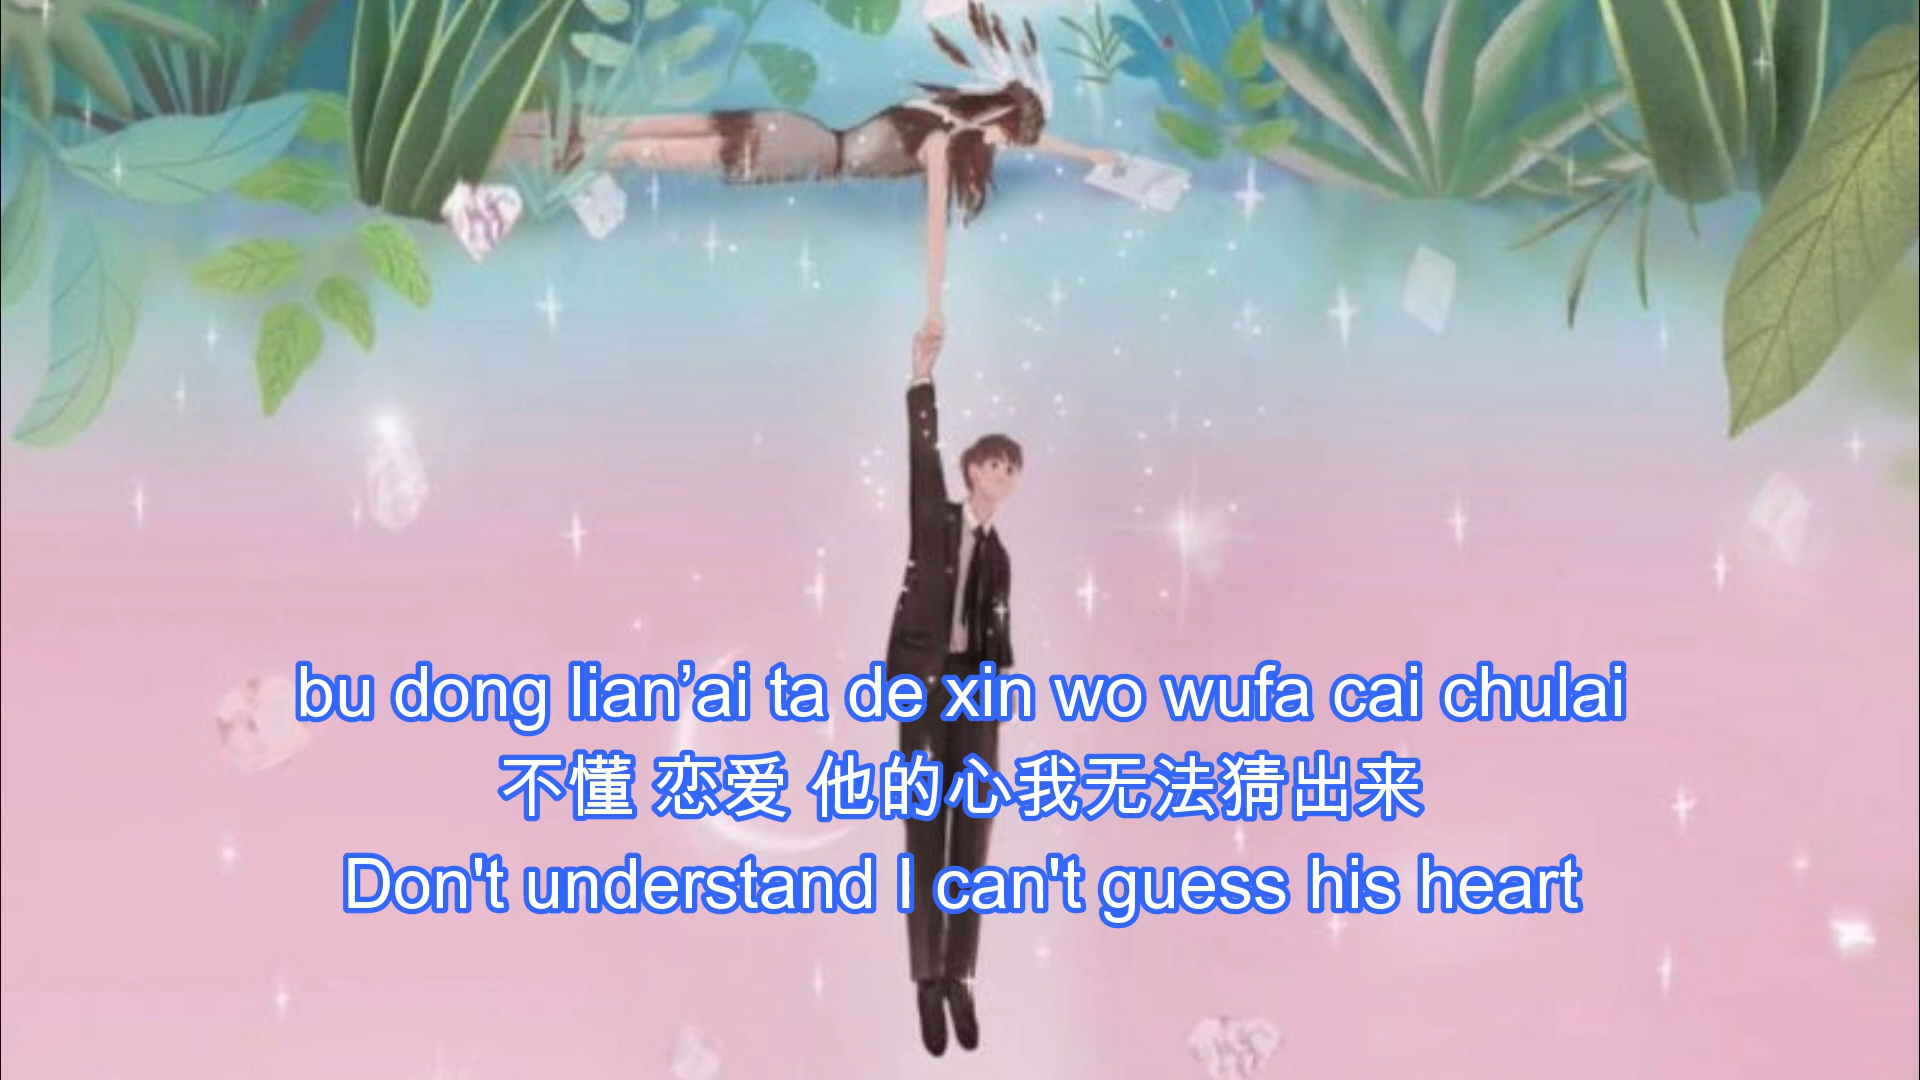 bu dong lian’ai ta de xin wo wufa cai chulai
不懂 恋爱 他的心我无法猜出来
Don't understand I can't guess his heart